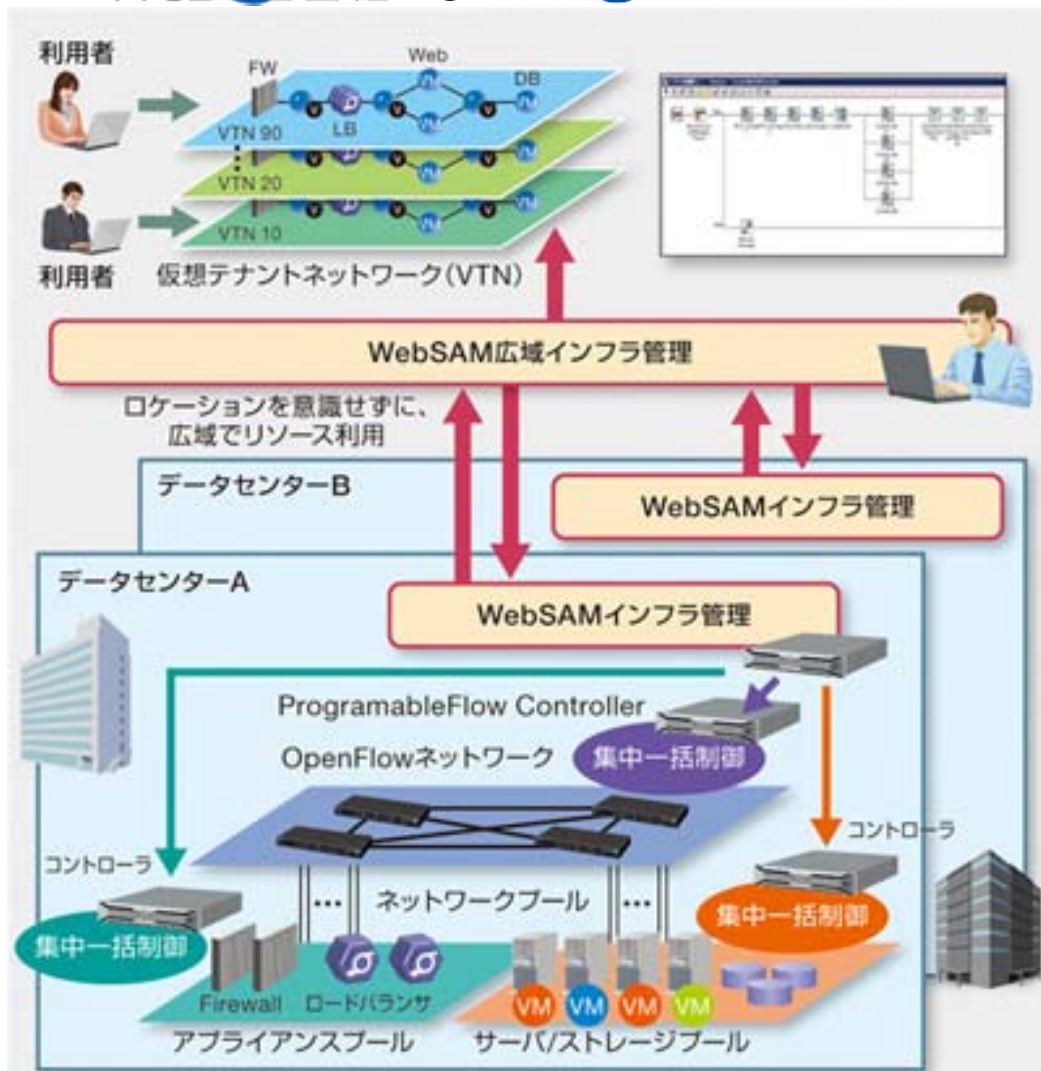 利用者
FW
Web
DB
VM
VM
VM
LB
V
V
V
VTN 90
VTN 20
VTN 10
利用者
仮想テナントネットワーク(VTN)
WebSAM広域インフラ管理
ロケーションを意識せずに、
広域でリソース利用
データセンターB
WebSAMインフラ管理
データセンターA
WebSAMインフラ管理
ProgramableFlow Controller
OpenFlowネットワーク
集中一括制御
コントローラ
コントローラ
ネットワークプール
集中一括制御
集中一括制御
Firewall
ロードバランサ
VM
VM
VM
VM
アプライアンスプール
サーバ/ストレージプール